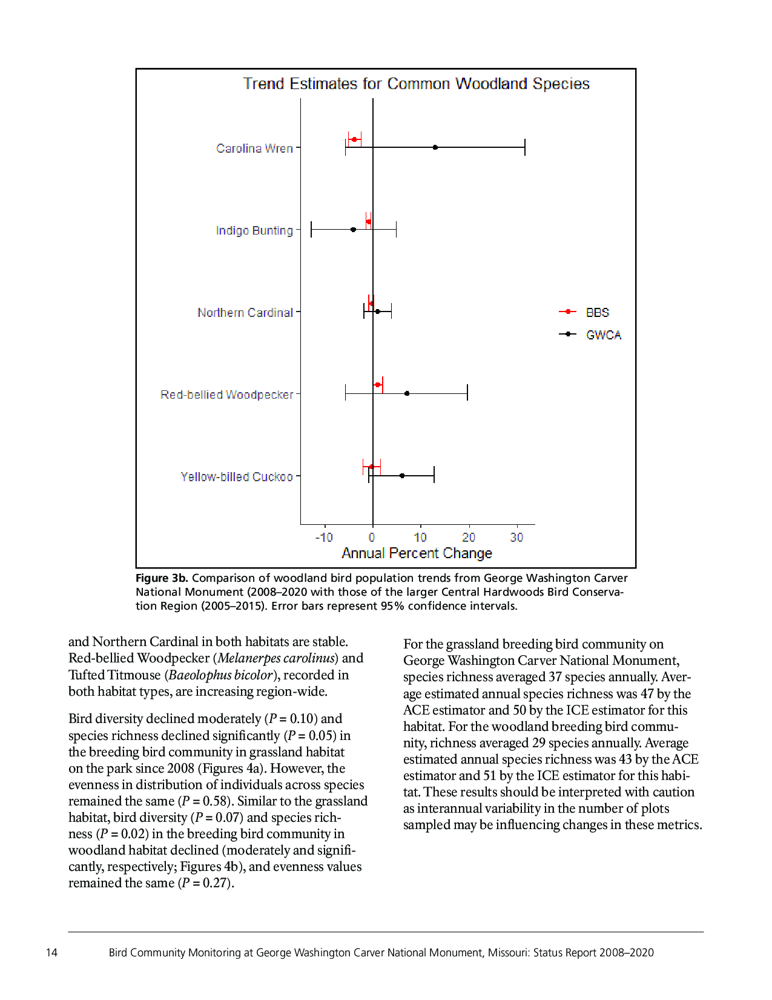 Trend Estimates for Common Woodland Species
Carolina Wren
Indigo Bunting
Northern Cardinal
Red-bellied Woodpecker
Yellow-billed Cuckoo
BBS
GWCA
-10 0 10 20 30
Annual Percent Change
Figure 3b. Comparison of woodland bird population trends from George Washington Carver
National Monument (2008–2020 with those of the larger Central Hardwoods Bird Conserva-
tion Region (2005–2015). Error bars represent 95% confidence intervals.
and Northern Cardinal in both habitats are stable.
Red-bellied Woodpecker (Melanerpes carolinus) and
Tufted Titmouse (Baeolophus bicolor), recorded in
both habitat types, are increasing region-wide.
Bird diversity declined moderately (P = 0.10) and
species richness declined significantly (P = 0.05) in
the breeding bird community in grassland habitat
on the park since 2008 (Figures 4a). However, the
evenness in distribution of individuals across species
remained the same (P = 0.58). Similar to the grassland
habitat, bird diversity (P = 0.07) and species rich-
ness (P = 0.02) in the breeding bird community in
woodland habitat declined (moderately and signifi-
cantly, respectively; Figures 4b), and evenness values
remained the same (P = 0.27).
For the grassland breeding bird community on
George Washington Carver National Monument,
species richness averaged 37 species annually. Aver-
age estimated annual species richness was 47 by the
ACE estimator and 50 by the ICE estimator for this
habitat. For the woodland breeding bird commu-
nity, richness averaged 29 species annually. Average
estimated annual species richness was 43 by the ACE
estimator and 51 by the ICE estimator for this habi-
tat. These results should be interpreted with caution
as interannual variability in the number of plots
sampled may be influencing changes in these metrics.
14 Bird Community Monitoring at George Washington Carver National Monument, Missouri: Status Report 2008–2020